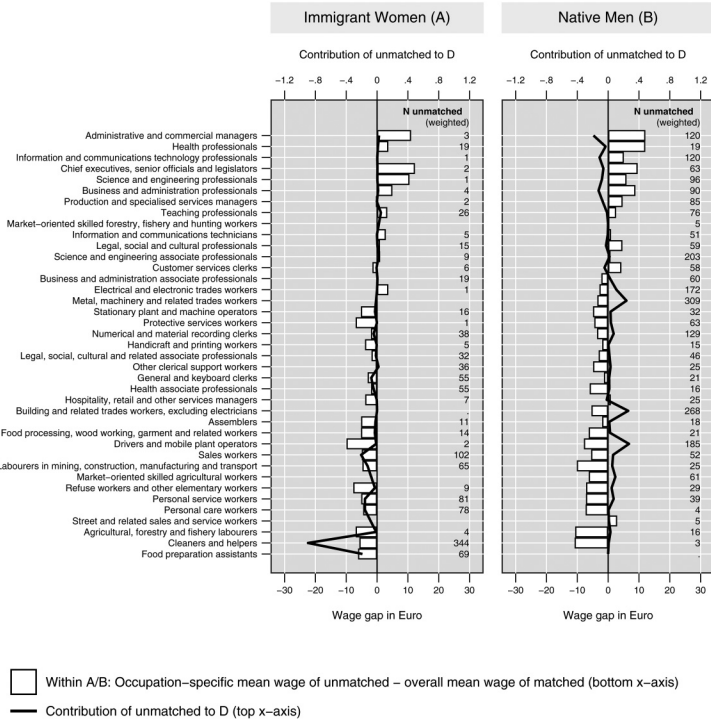 Immigrant Women (A) Native Men (B)
Contribution of unmatched to D Contribution of unmatched to D
−1.2 −.8 −.4 0 .4 .8 1.2 −1.2 −.8 −.4 0 .4 .8 1.2
N unmatched N unmatched
(weighted) (weighted)
Administrative and commercial managers 3 120
Health professionals 19 19
Information and communications technology professionals 1 120
Chief executives, senior officials and legislators 2 63
Science and engineering professionals 1 96
Business and administration professionals 4 90
Production and specialised services managers 2 85
Teaching professionals 26 76
Market−oriented skilled forestry, fishery and hunting workers 5
Information and communications technicians 5 51
Legal, social and cultural professionals 15 59
Science and engineering associate professionals 9 203
Customer services clerks 6 58
Business and administration associate professionals 19 60
Electrical and electronic trades workers 1 172
Metal, machinery and related trades workers 309
Stationary plant and machine operators 16 32
Protective services workers 1 63
Numerical and material recording clerks 38 129
Handicraft and printing workers 5 15
Legal, social, cultural and related associate professionals 32 46
Other clerical support workers 36 25
General and keyboard clerks 55 21
Health associate professionals 55 16
Hospitality, retail and other services managers 7 25
Building and related trades workers, excluding electricians . 268
Assemblers 11 18
Food processing, wood working, garment and related workers 14 21
Drivers and mobile plant operators 2 185
Sales workers 102 52
Labourers in mining, construction, manufacturing and transport 65 25
Market−oriented skilled agricultural workers 61
Refuse workers and other elementary workers 9 29
Personal service workers 81 39
Personal care workers 78 4
Street and related sales and service workers 5
Agricultural, forestry and fishery labourers 4 16
Cleaners and helpers 344 3
Food preparation assistants 69 .
−30 −20 −10 0 10 20 30 −30 −20 −10 0 10 20 30
Wage gap in Euro Wage gap in Euro
Within A/B: Occupation−specific mean wage of unmatched − overall mean wage of matched (bottom x−axis)
Contribution of unmatched to D (top x−axis)